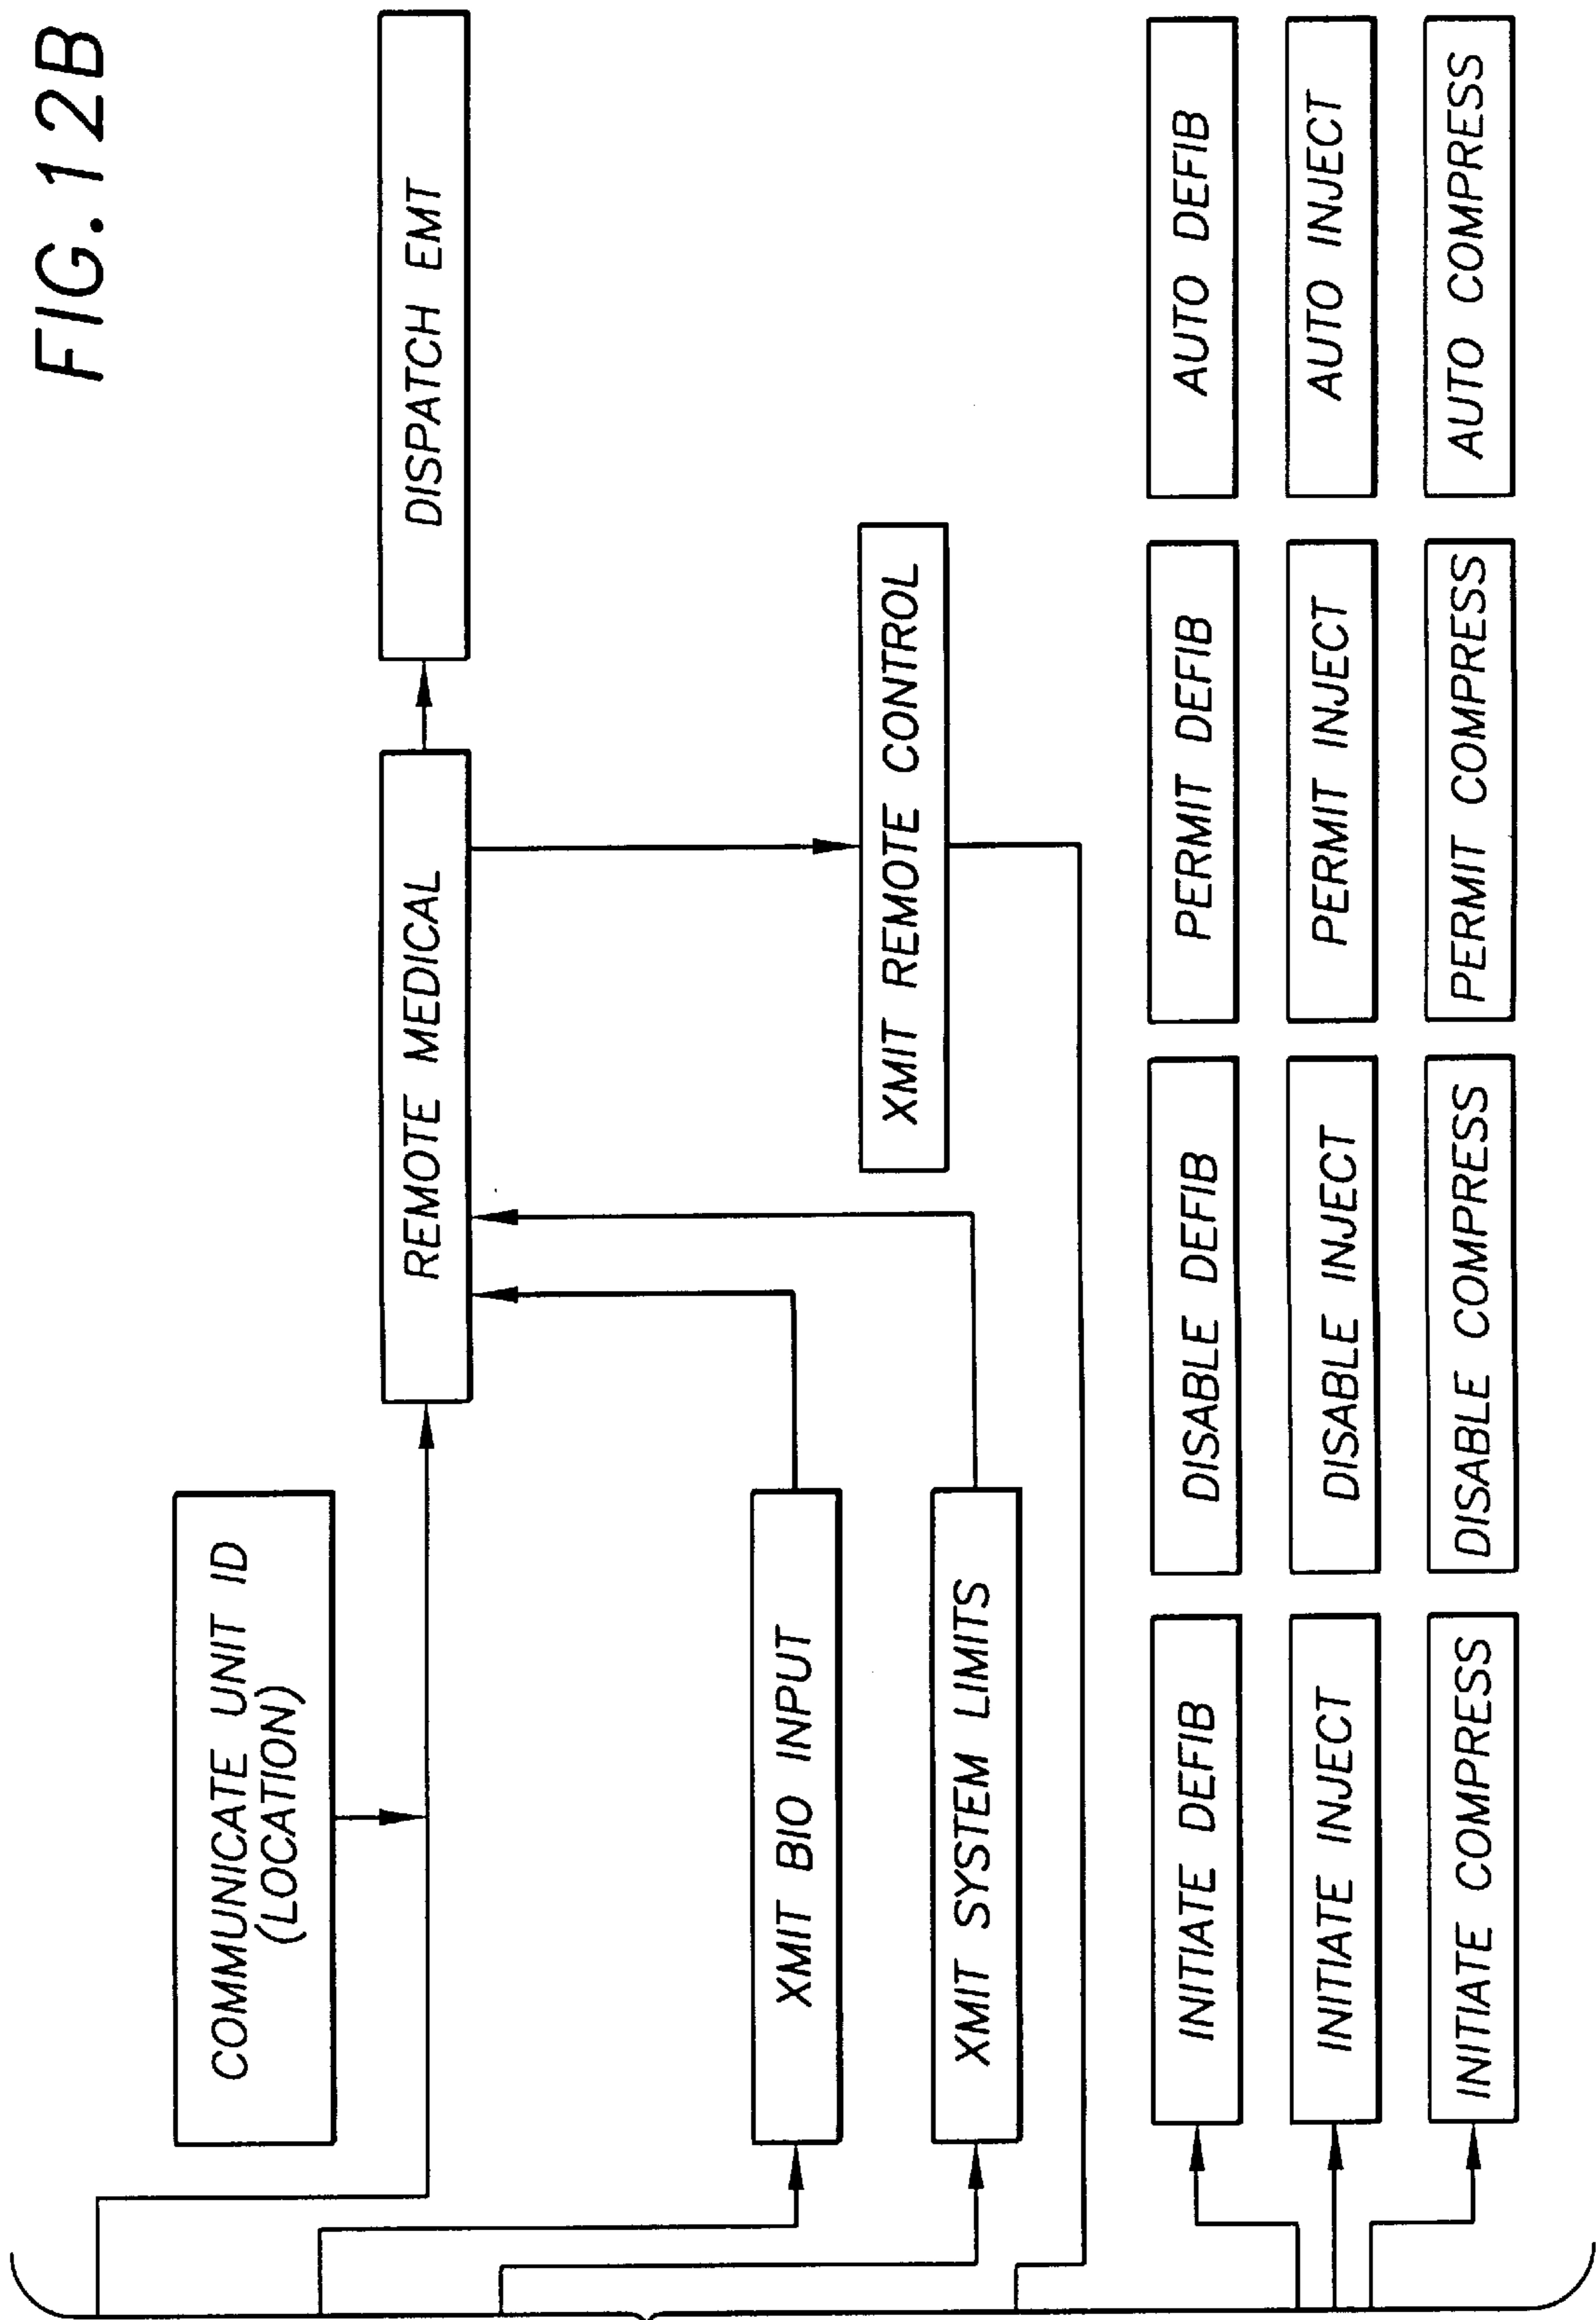 FIG. 12B
COMMUNICATE UNIT ID
(LOCATION)
REMOTE MEDICAL
DISPATCH EMT
XMIT BIO INPUT
XMIT SYSTEM LIMITS
XMIT REMOTE CONTROL
INITIATE DEFIB
DISABLE DEFIB
PERMIT DEFIB
AUTO DEFIB
INITIATE INJECT
DISABLE INJECT
PERMIT INJECT
AUTO INJECT
INITIATE COMPRESS
DISABLE COMPRESS
PERMIT COMPRESS
AUTO COMPRESS